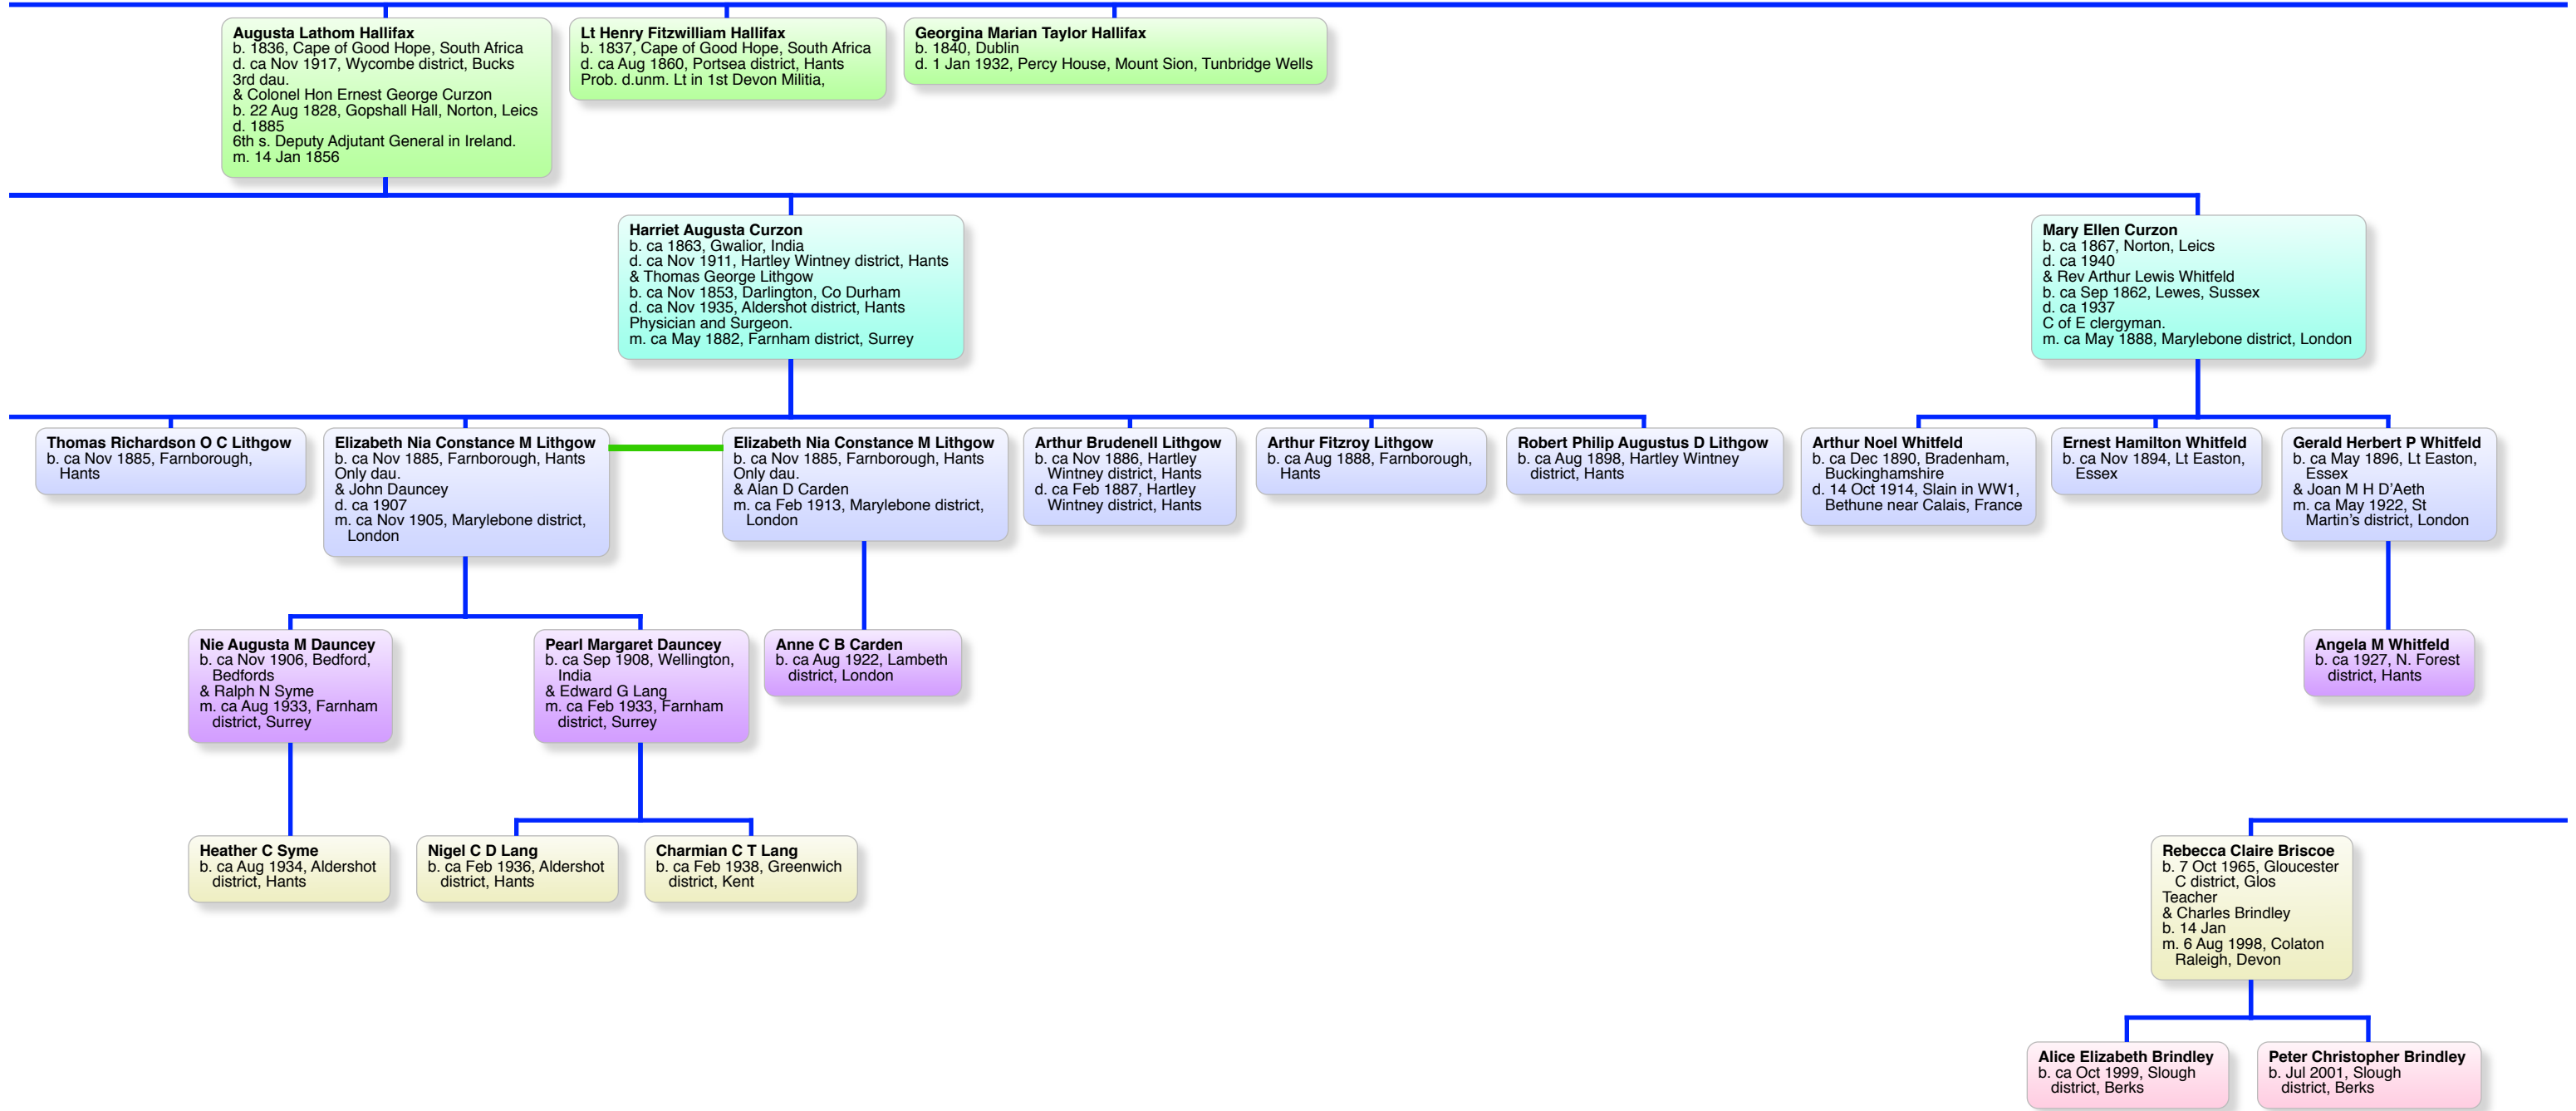 Augusta Lathom Hallifax
b. 1836, Cape of Good Hope, South Africa
d. ca Nov 1917, Wycombe district, Bucks
3rd dau.
& Colonel Hon Ernest George Curzon
b. 22 Aug 1828, Gopshall Hall, Norton, Leics
d. 1885
6th s. Deputy Adjutant General in Ireland.
m. 14 Jan 1856
Lt Henry Fitzwilliam Hallifax
b. 1837, Cape of Good Hope, South Africa
d. ca Aug 1860, Portsea district, Hants
Prob. d.unm. Lt in 1st Devon Militia,
Georgina Marian Taylor Hallifax
b. 1840, Dublin
d. 1 Jan 1932, Percy House, Mount Sion, Tunbridge Wells
Harriet Augusta Curzon
b. ca 1863, Gwalior, India
d. ca Nov 1911, Hartley Wintney district, Hants
& Thomas George Lithgow
b. ca Nov 1853, Darlington, Co Durham
d. ca Nov 1935, Aldershot district, Hants
Physician and Surgeon.
m. ca May 1882, Farnham district, Surrey
Mary Ellen Curzon
b. ca 1867, Norton, Leics
d. ca 1940
& Rev Arthur Lewis Whitfeld
b. ca Sep 1862, Lewes, Sussex
d. ca 1937
C of E clergyman.
m. ca May 1888, Marylebone district, London
Thomas Richardson O C Lithgow
b. ca Nov 1885, Farnborough,
Hants
Elizabeth Nia Constance M Lithgow
b. ca Nov 1885, Farnborough, Hants
Only dau.
& John Dauncey
d. ca 1907
m. ca Nov 1905, Marylebone district,
London
Elizabeth Nia Constance M Lithgow
b. ca Nov 1885, Farnborough, Hants
Only dau.
& Alan D Carden
m. ca Feb 1913, Marylebone district,
London
Arthur Brudenell Lithgow
b. ca Nov 1886, Hartley
Wintney district, Hants
d. ca Feb 1887, Hartley
Wintney district, Hants
Arthur Fitzroy Lithgow
b. ca Aug 1888, Farnborough,
Hants
Robert Philip Augustus D Lithgow
b. ca Aug 1898, Hartley Wintney
district, Hants
Arthur Noel Whitfeld
b. ca Dec 1890, Bradenham,
Buckinghamshire
d. 14 Oct 1914, Slain in WW1,
Bethune near Calais, France
Ernest Hamilton Whitfeld
b. ca Nov 1894, Lt Easton,
Essex
Gerald Herbert P Whitfeld
b. ca May 1896, Lt Easton,
Essex
& Joan M H D'Aeth
m. ca May 1922, St
Martin's district, London
Nie Augusta M Dauncey
b. ca Nov 1906, Bedford,
Bedfords
& Ralph N Syme
m. ca Aug 1933, Farnham
district, Surrey
Pearl Margaret Dauncey
b. ca Sep 1908, Wellington,
India
& Edward G Lang
m. ca Feb 1933, Farnham
district, Surrey
Anne C B Carden
b. ca Aug 1922, Lambeth
district, London
Angela M Whitfeld
b. ca 1927, N. Forest
district, Hants
Heather C Syme
b. ca Aug 1934, Aldershot
district, Hants
Nigel C D Lang
b. ca Feb 1936, Aldershot
district, Hants
Charmian C T Lang
b. ca Feb 1938, Greenwich
district, Kent
Rebecca Claire Briscoe
b. 7 Oct 1965, Gloucester
C district, Glos
Teacher
& Charles Brindley
b. 14 Jan
m. 6 Aug 1998, Colaton
Raleigh, Devon
Alice Elizabeth Brindley
b. ca Oct 1999, Slough
district, Berks
Peter Christopher Brindley
b. Jul 2001, Slough
district, Berks